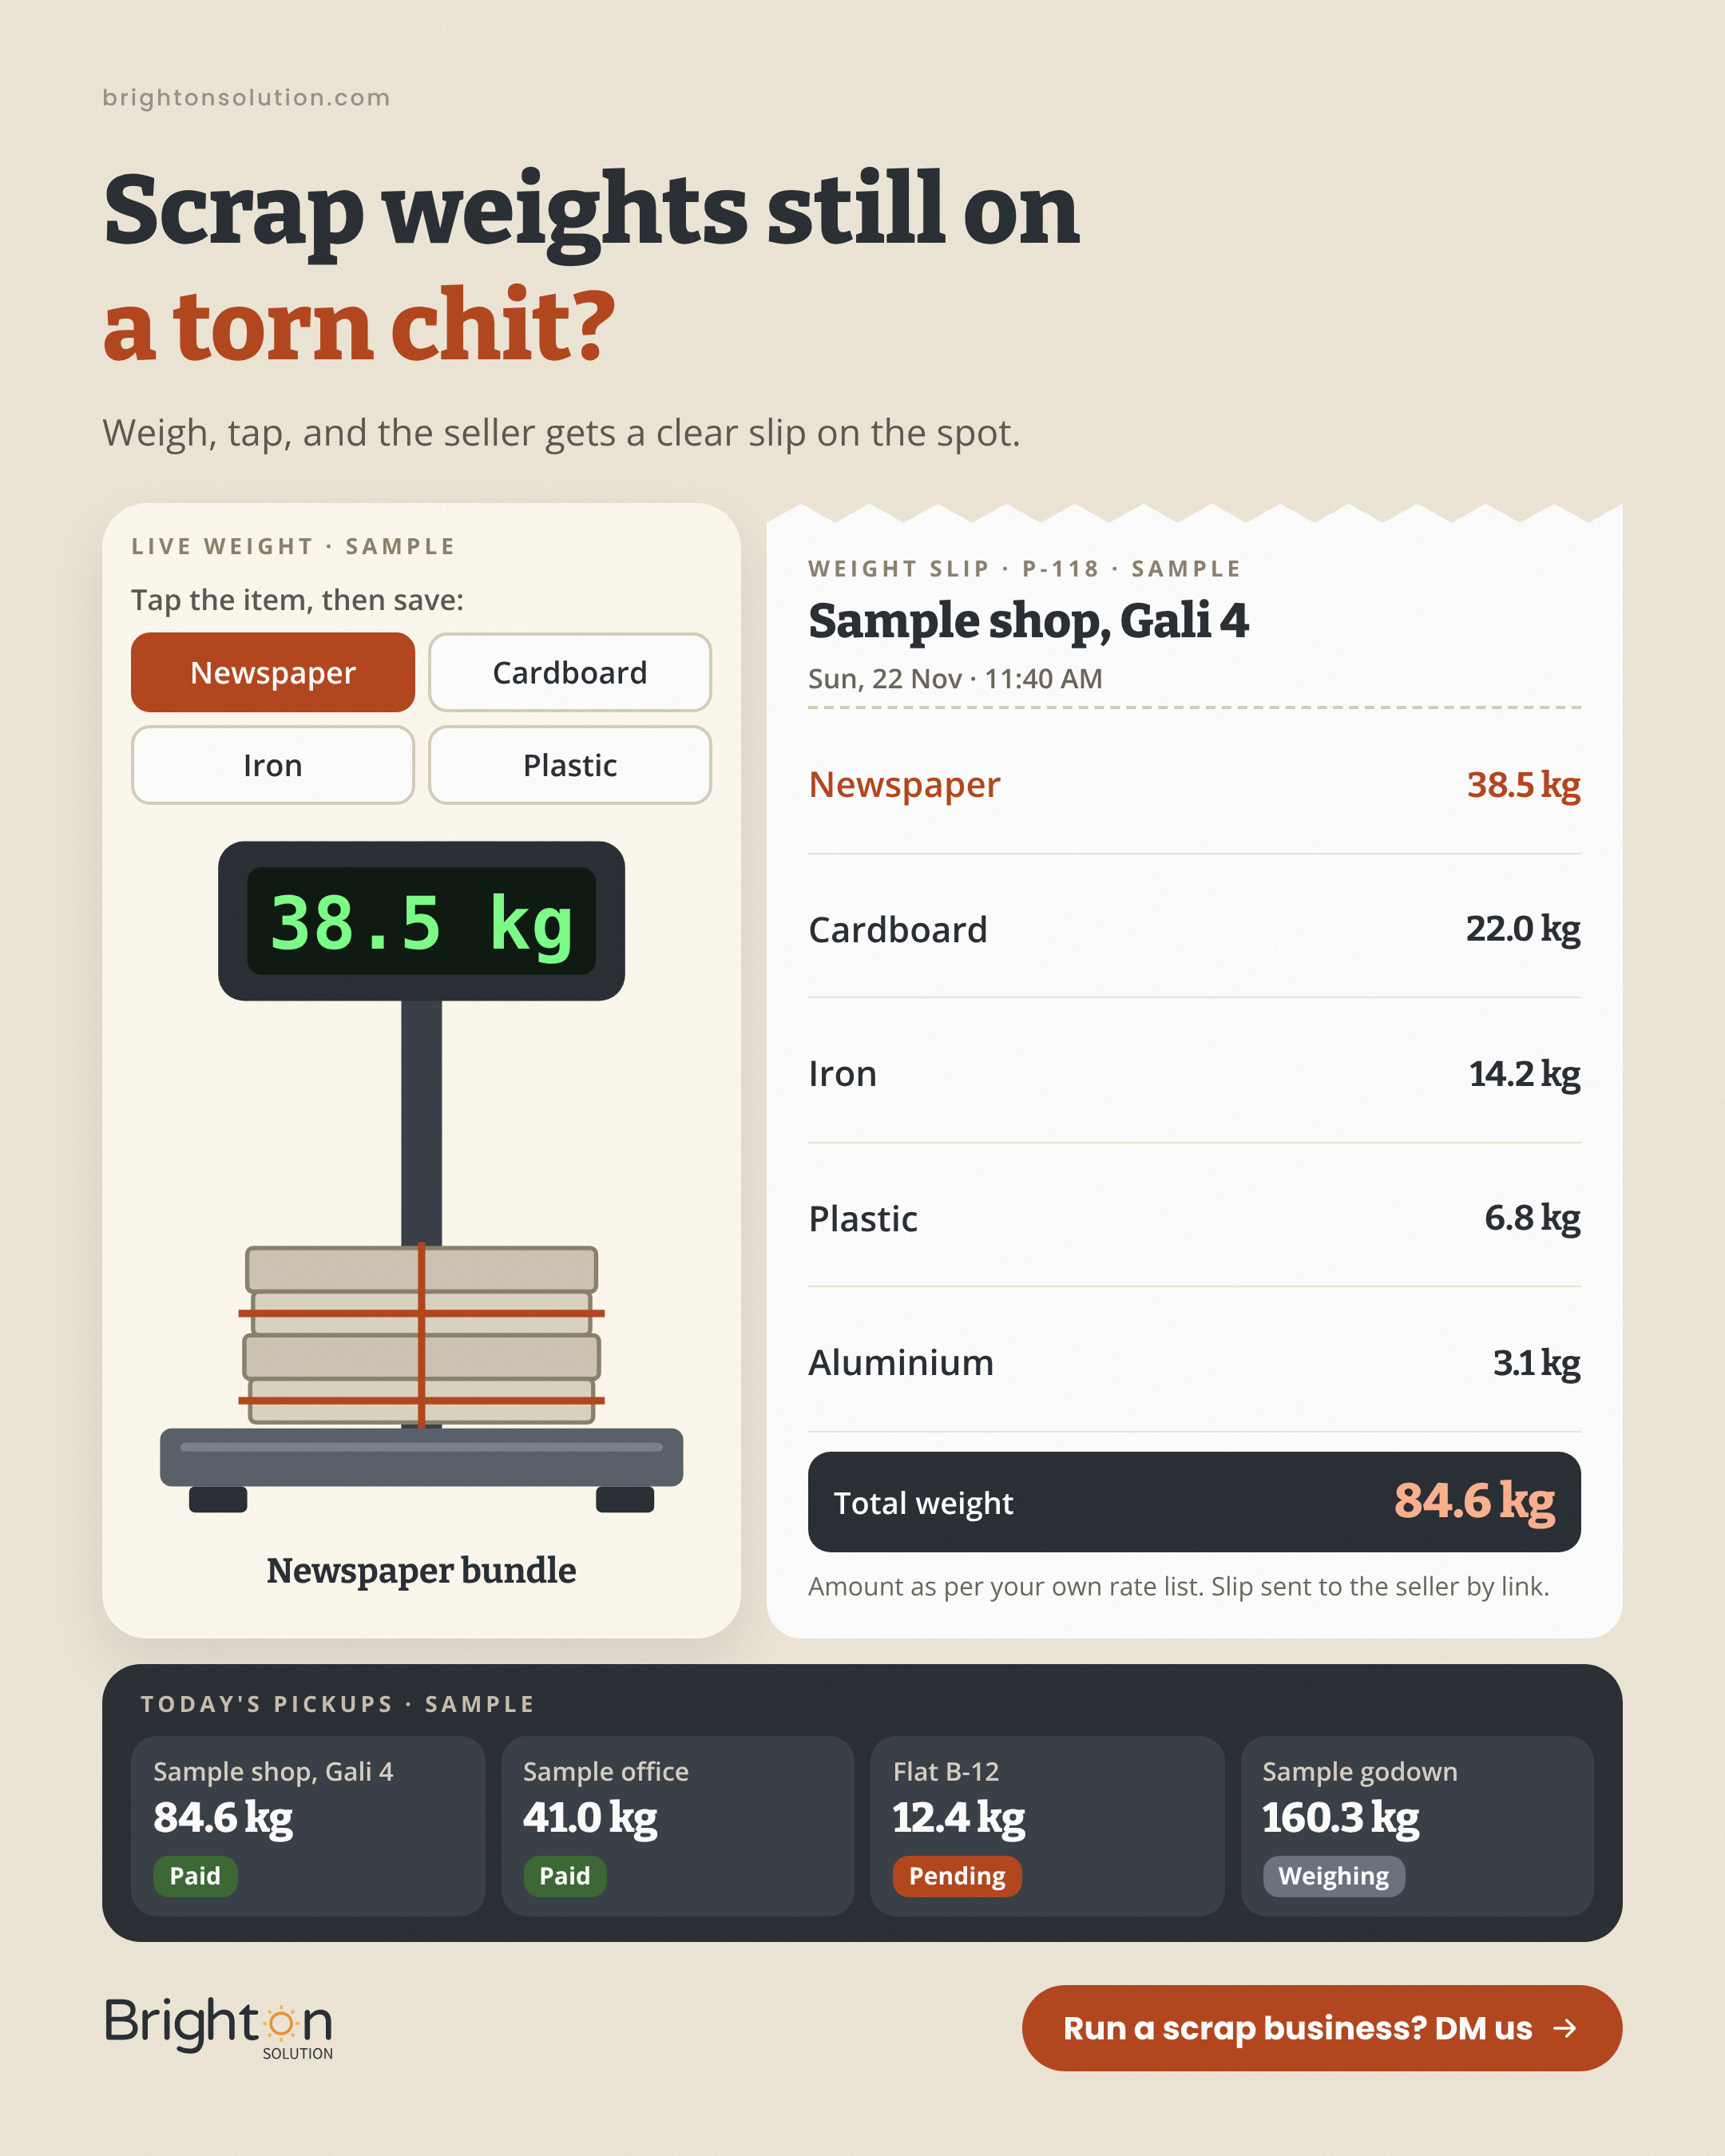 brightonsolution.com
Scrap weights still on
a torn chit?
Weigh, tap, and the seller gets a clear slip on the spot.
LIVE WEIGHT · SAMPLE
Tap the item, then save:
Newspaper
Cardboard
Iron
Plastic
38.5 kg
Newspaper bundle
WEIGHT SLIP · P-118 · SAMPLE
Sample shop, Gali 4
Sun, 22 Nov · 11:40 AM
Newspaper 38.5 kg
Cardboard 22.0 kg
Iron 14.2 kg
Plastic 6.8 kg
Aluminium 3.1 kg
Total weight 84.6 kg
Amount as per your own rate list. Slip sent to the seller by link.
TODAY'S PICKUPS · SAMPLE
Sample shop, Gali 4
84.6 kg
Paid
Sample office
41.0 kg
Paid
Flat B-12
12.4 kg
Pending
Sample godown
160.3 kg
Weighing
Brighton
SOLUTION
Run a scrap business? DM us →